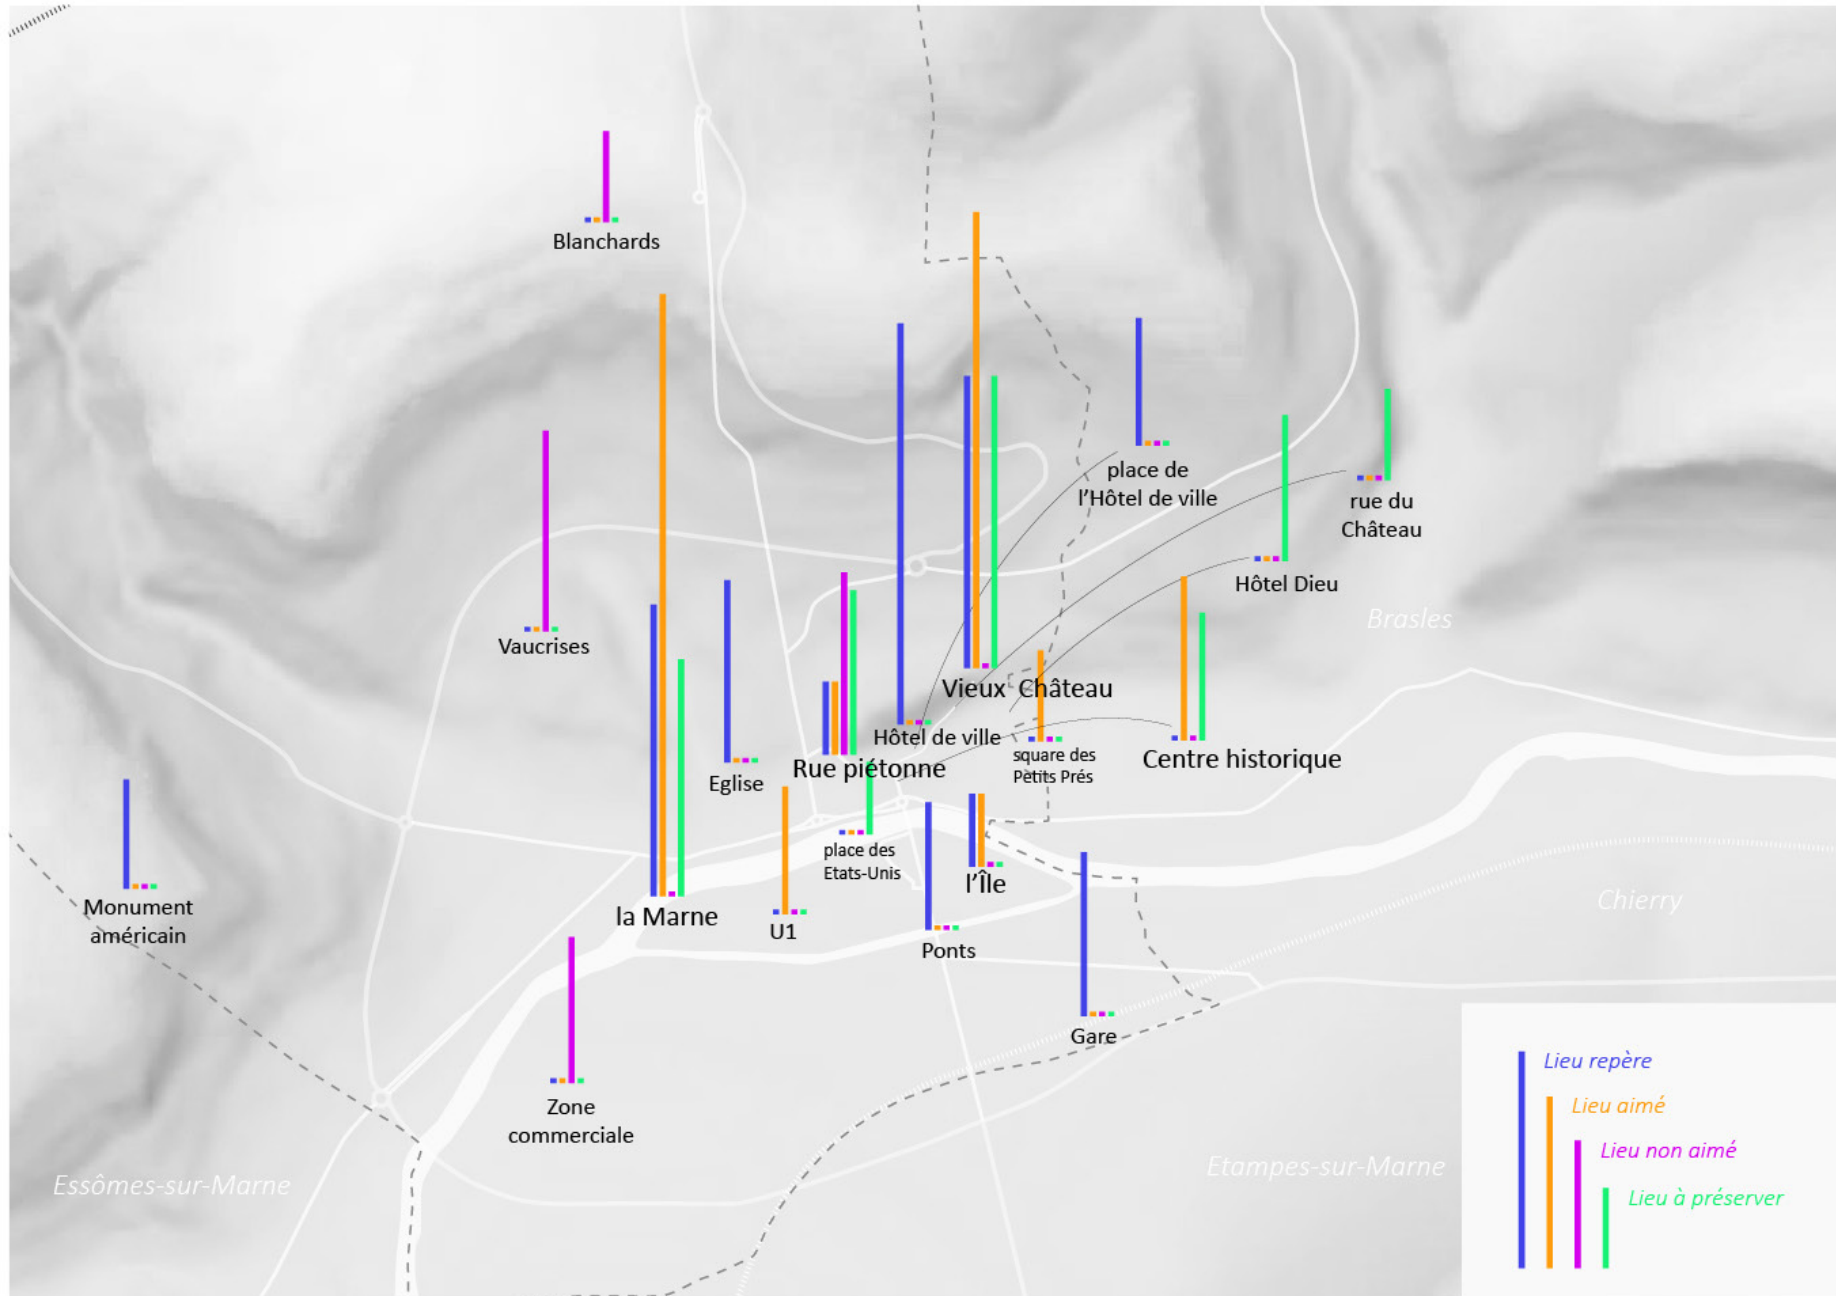 Blanchards
place de
l'Hôtel de ville
rue du
Château
Hôtel Dieu
Brasles
Vaucrises
Vieux Château
Hôtel de ville
square des
Petits Prés
Centre historique
Rue piétonne
Eglise
place des
Etats-Unis
l'Île
Monument
américain
la Marne
U1
Ponts
Chierry
Gare
Zone
commerciale
Essômes-sur-Marne
Etampes-sur-Marne
Lieu repère
Lieu aimé
Lieu non aimé
Lieu à préserver